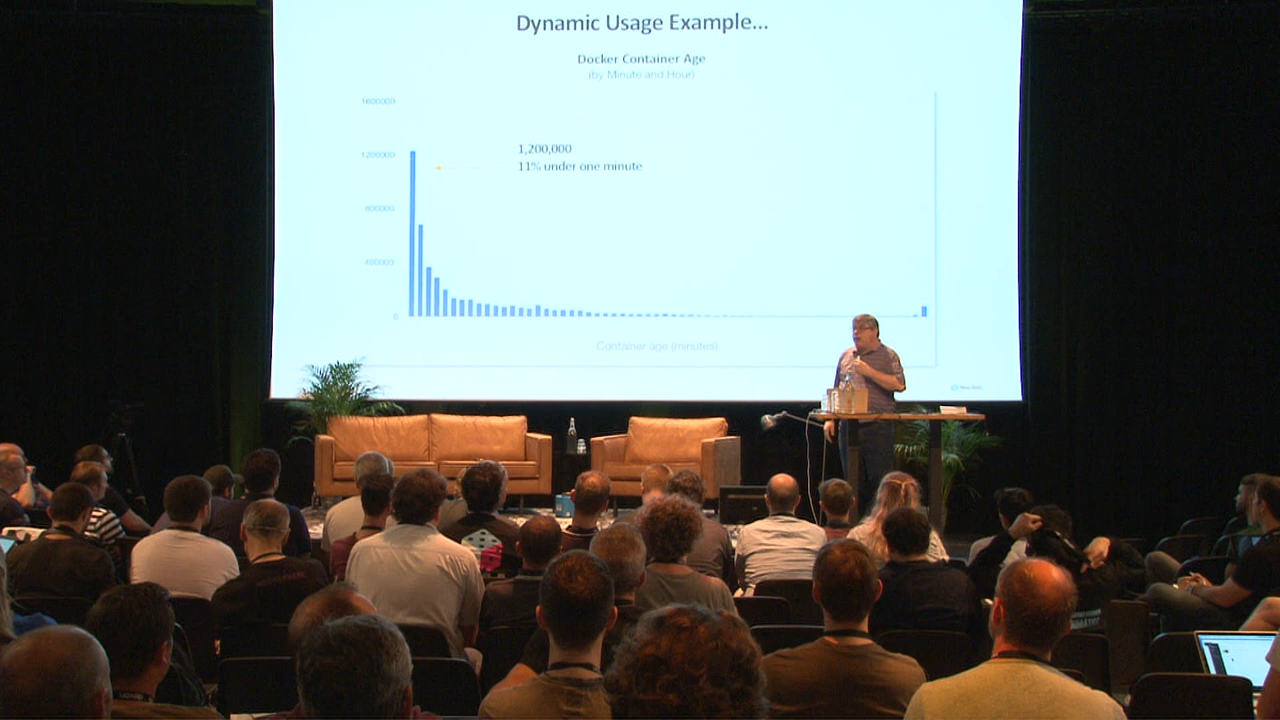 Dynamic Usage Example...
Docker Container Age
(by Minute and Hour)
1600000
1,200,000
1200000
11% under one minute
800000
400000
0
Container age (minutes)